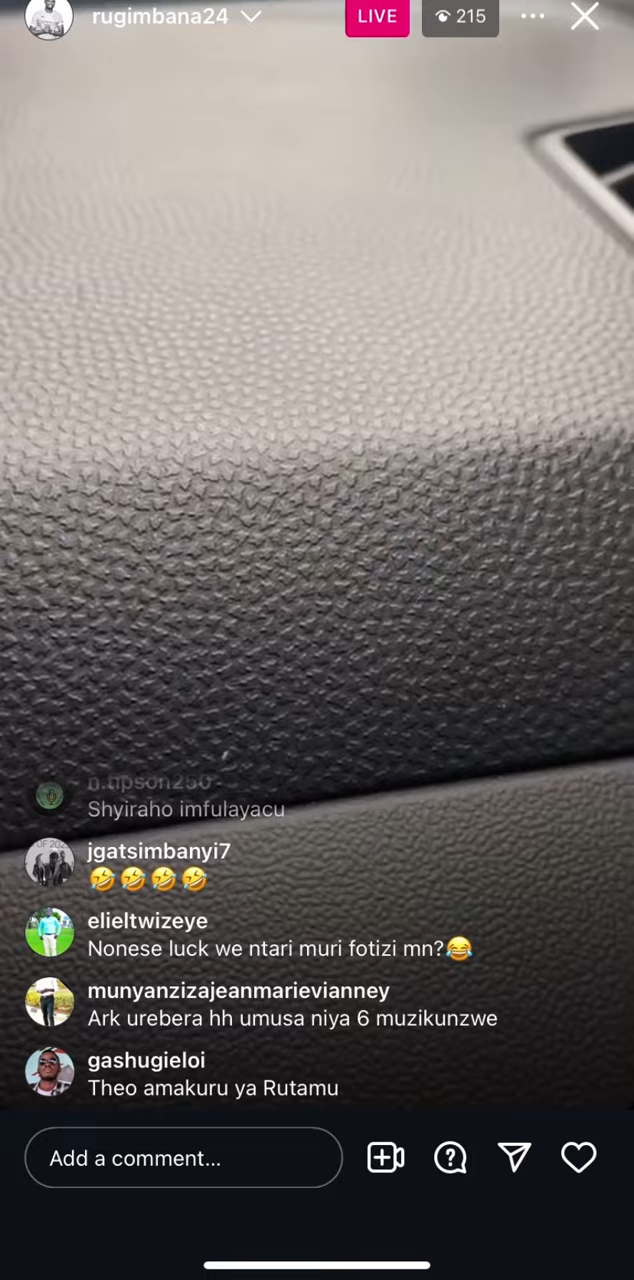 rugimbana24
LIVE
215
n.tipson250
Shyiraho imfulayacu
jgatsimbanyi7
🤣🤣🤣🤣
elieltwizeye
Nonese luck we ntari muri fotizi mn?😂
munyanzizajeanmarievianney
Ark urebera hh umusa niya 6 muzikunzwe
gashugieloi
Theo amakuru ya Rutamu
Add a comment...